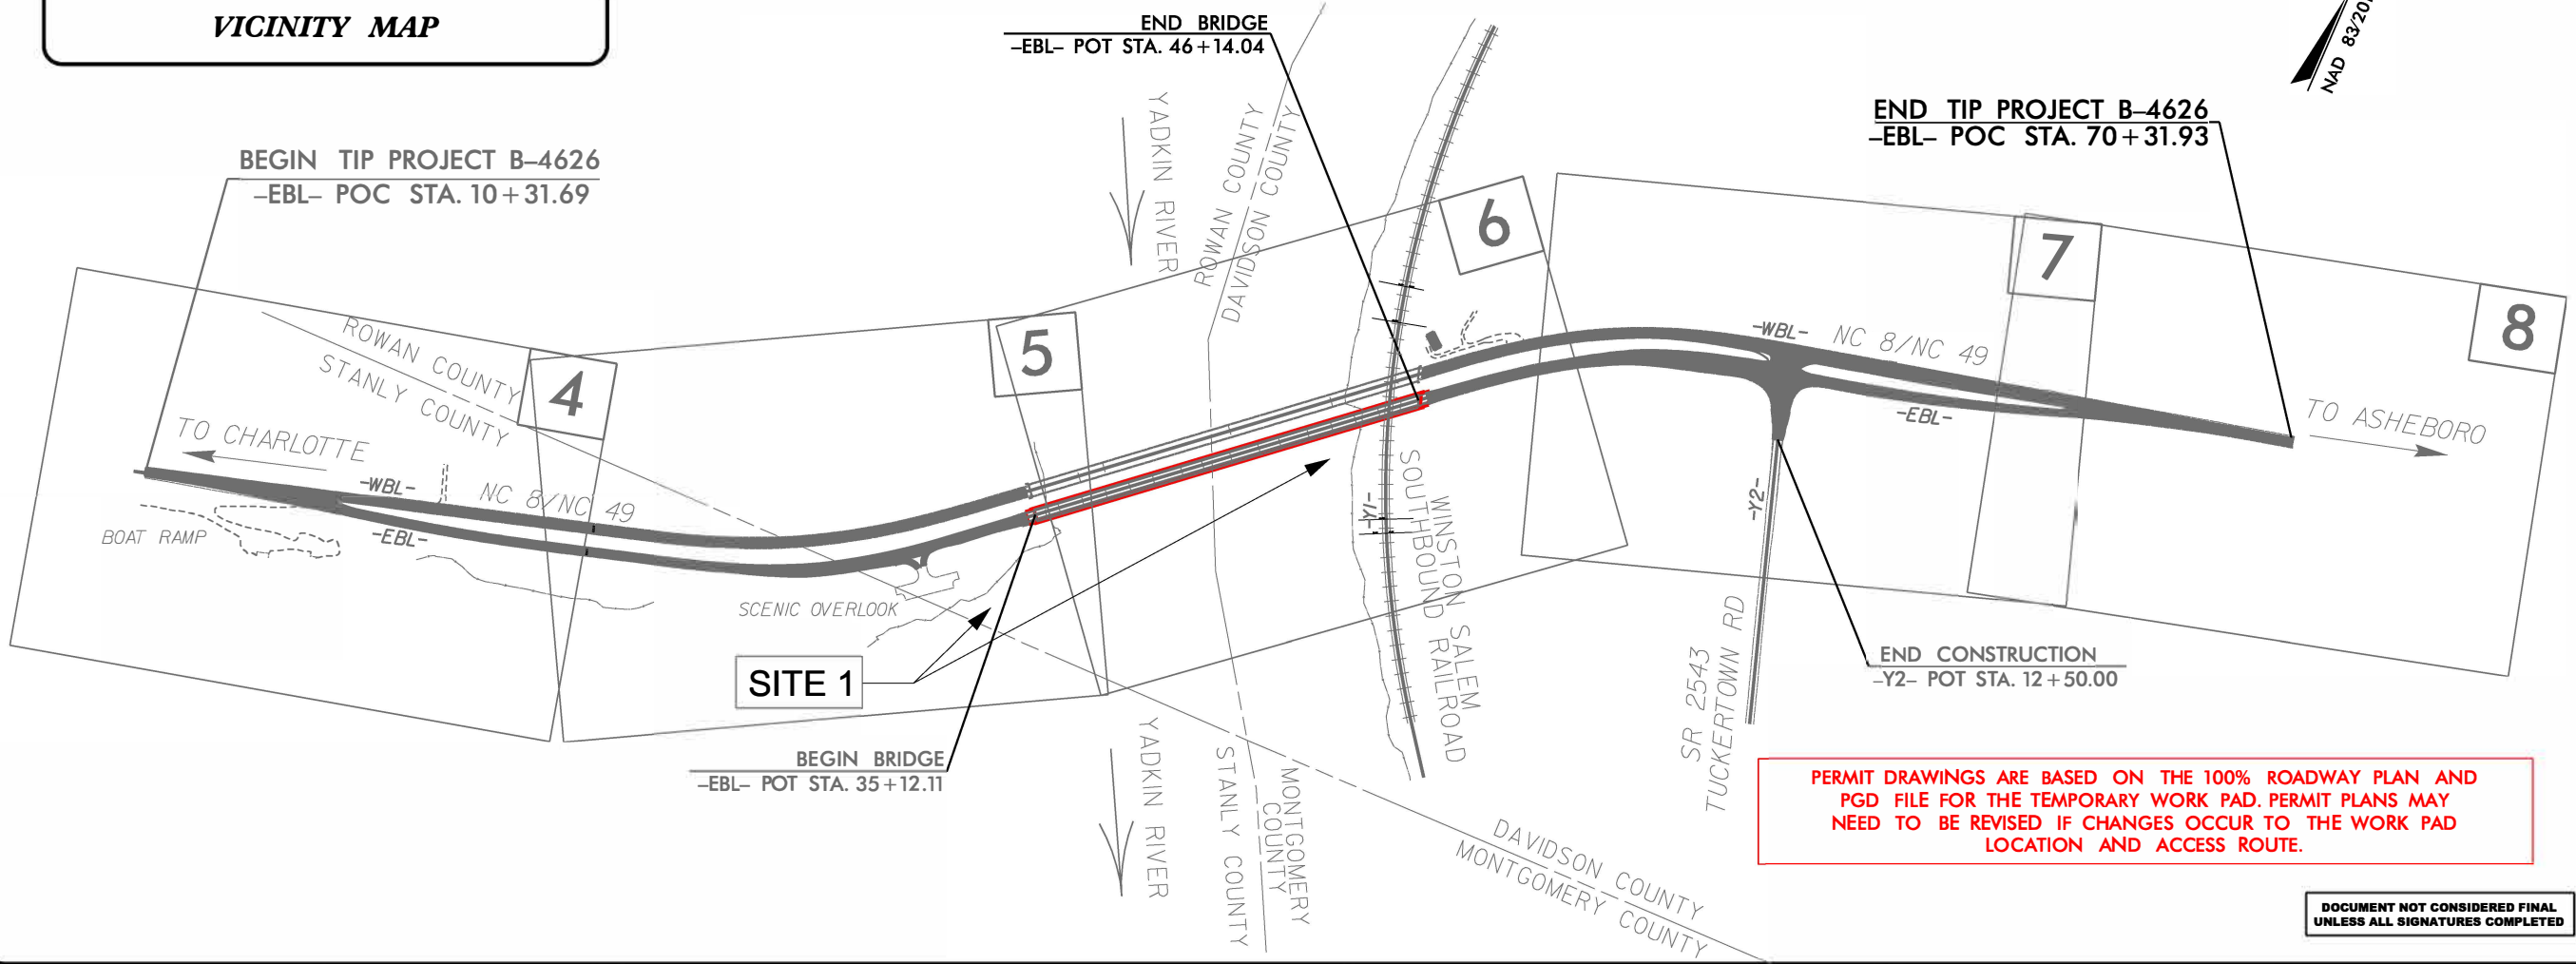 VICINITY MAP
END BRIDGE
-EBL- POT STA. 46+14.04
BEGIN TIP PROJECT B-4626
-EBL- POC STA. 10+31.69
END TIP PROJECT B-4626
-EBL- POC STA. 70+31.93
YADKIN RIVER
ROWAN COUNTY
DAVIDSON COUNTY
ROWAN COUNTY
STANLY COUNTY
4
5
6
7
8
TO CHARLOTTE
-WBL-
NC 8/NC 49
-EBL-
BOAT RAMP
SCENIC OVERLOOK
-WBL-
NC 8/NC 49
-EBL-
TO ASHEBORO
-Y1-
WINSTON SALEM
SOUTHBOUND RAILROAD
-Y2-
SR 2543
TUCKERTOWN RD
SITE 1
END CONSTRUCTION
-Y2- POT STA. 12+50.00
BEGIN BRIDGE
-EBL- POT STA. 35+12.11
YADKIN RIVER
STANLY COUNTY
MONTGOMERY
COUNTY
DAVIDSON COUNTY
MONTGOMERY COUNTY
PERMIT DRAWINGS ARE BASED ON THE 100% ROADWAY PLAN AND
PGD FILE FOR THE TEMPORARY WORK PAD. PERMIT PLANS MAY
NEED TO BE REVISED IF CHANGES OCCUR TO THE WORK PAD
LOCATION AND ACCESS ROUTE.
DOCUMENT NOT CONSIDERED FINAL
UNLESS ALL SIGNATURES COMPLETED
NAD